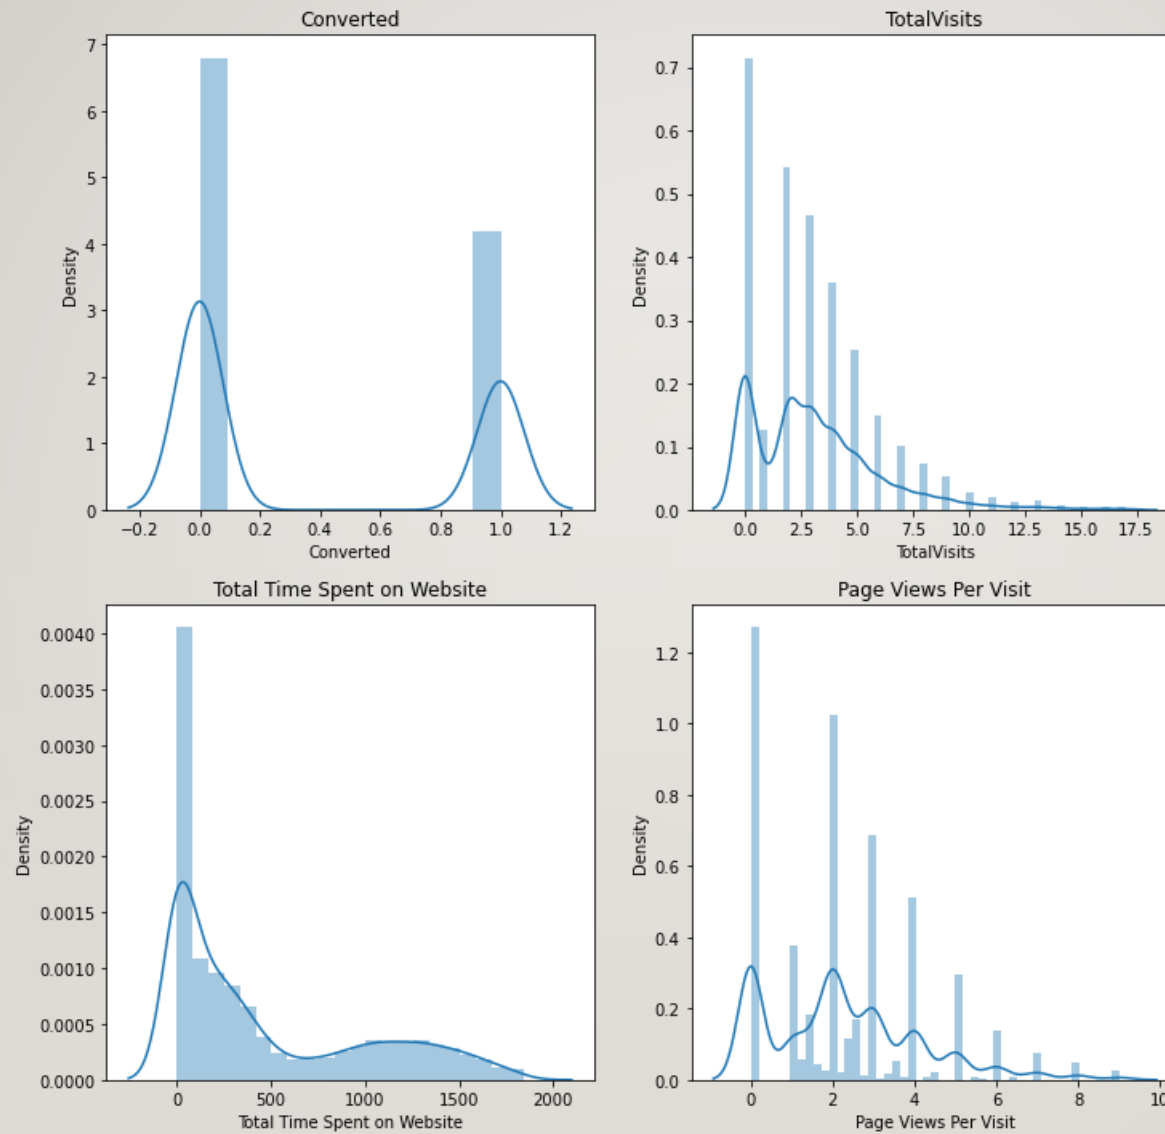 Converted
7
6
5
4
3
2
1
0
Density
−0.2 0.0 0.2 0.4 0.6 0.8 1.0 1.2
Converted
TotalVisits
0.7
0.6
0.5
0.4
0.3
0.2
0.1
0.0
Density
0.0 2.5 5.0 7.5 10.0 12.5 15.0 17.5
TotalVisits
Total Time Spent on Website
0.0040
0.0035
0.0030
0.0025
0.0020
0.0015
0.0010
0.0005
0.0000
Density
0 500 1000 1500 2000
Total Time Spent on Website
Page Views Per Visit
1.2
1.0
0.8
0.6
0.4
0.2
0.0
Density
0 2 4 6 8
Page Views Per Visit